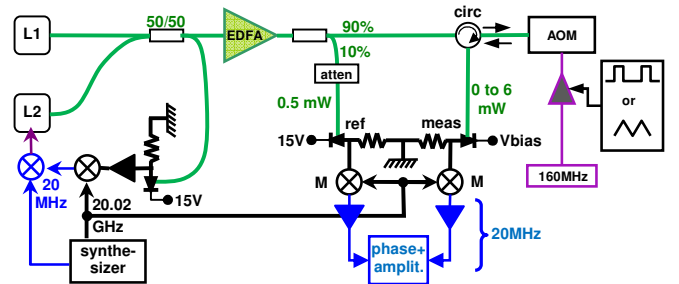 L1
50/50
EDFA
90%
10%
atten
circ
AOM
L2
0.5 mW
ref
meas
0 to 6
mW
or
15V
Vbias
M
M
20
MHz
15V
160MHz
20.02
GHz
synthe-
sizer
phase+
amplit.
20MHz